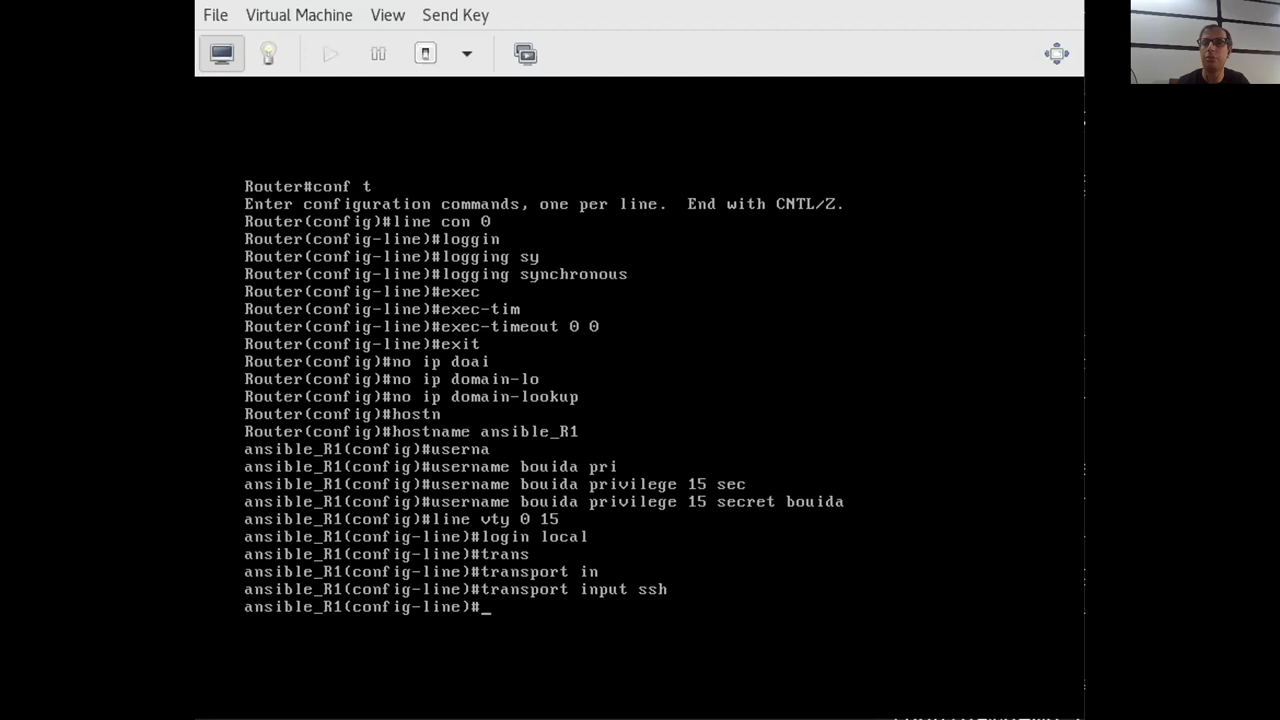 File Virtual Machine View Send Key
Router#conf t
Enter configuration commands, one per line.  End with CNTL/Z.
Router(config)#line con 0
Router(config-line)#loggin
Router(config-line)#logging sy
Router(config-line)#logging synchronous
Router(config-line)#exec
Router(config-line)#exec-tim
Router(config-line)#exec-timeout 0 0
Router(config-line)#exit
Router(config)#no ip doai
Router(config)#no ip domain-lo
Router(config)#no ip domain-lookup
Router(config)#hostn
Router(config)#hostname ansible_R1
ansible_R1(config)#userna
ansible_R1(config)#username bouida pri
ansible_R1(config)#username bouida privilege 15 sec
ansible_R1(config)#username bouida privilege 15 secret bouida
ansible_R1(config)#line vty 0 15
ansible_R1(config-line)#login local
ansible_R1(config-line)#trans
ansible_R1(config-line)#transport in
ansible_R1(config-line)#transport input ssh
ansible_R1(config-line)#_